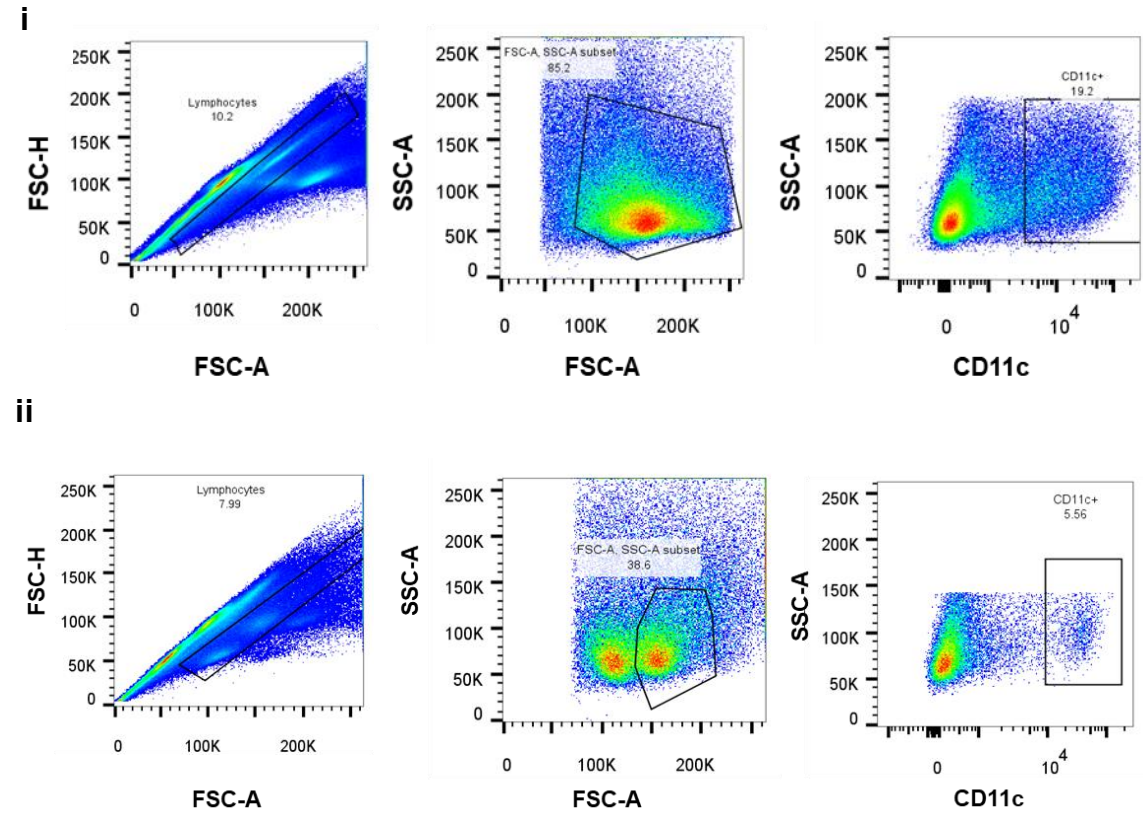 i
Lymphocytes
10.2
250K
200K
150K
100K
50K
0
FSC-H
0 100K 200K
FSC-A
FSC-A, SSC-A subset
85.2
250K
200K
150K
100K
50K
0
SSC-A
0 100K 200K
FSC-A
CD11c+
19.2
250K
200K
150K
100K
50K
0
SSC-A
0 10^4
CD11c
ii
Lymphocytes
7.99
250K
200K
150K
100K
50K
0
FSC-H
0 100K 200K
FSC-A
FSC-A, SSC-A subset
38.6
250K
200K
150K
100K
50K
0
SSC-A
0 100K 200K
FSC-A
CD11c+
5.56
250K
200K
150K
100K
50K
0
SSC-A
0 10^4
CD11c